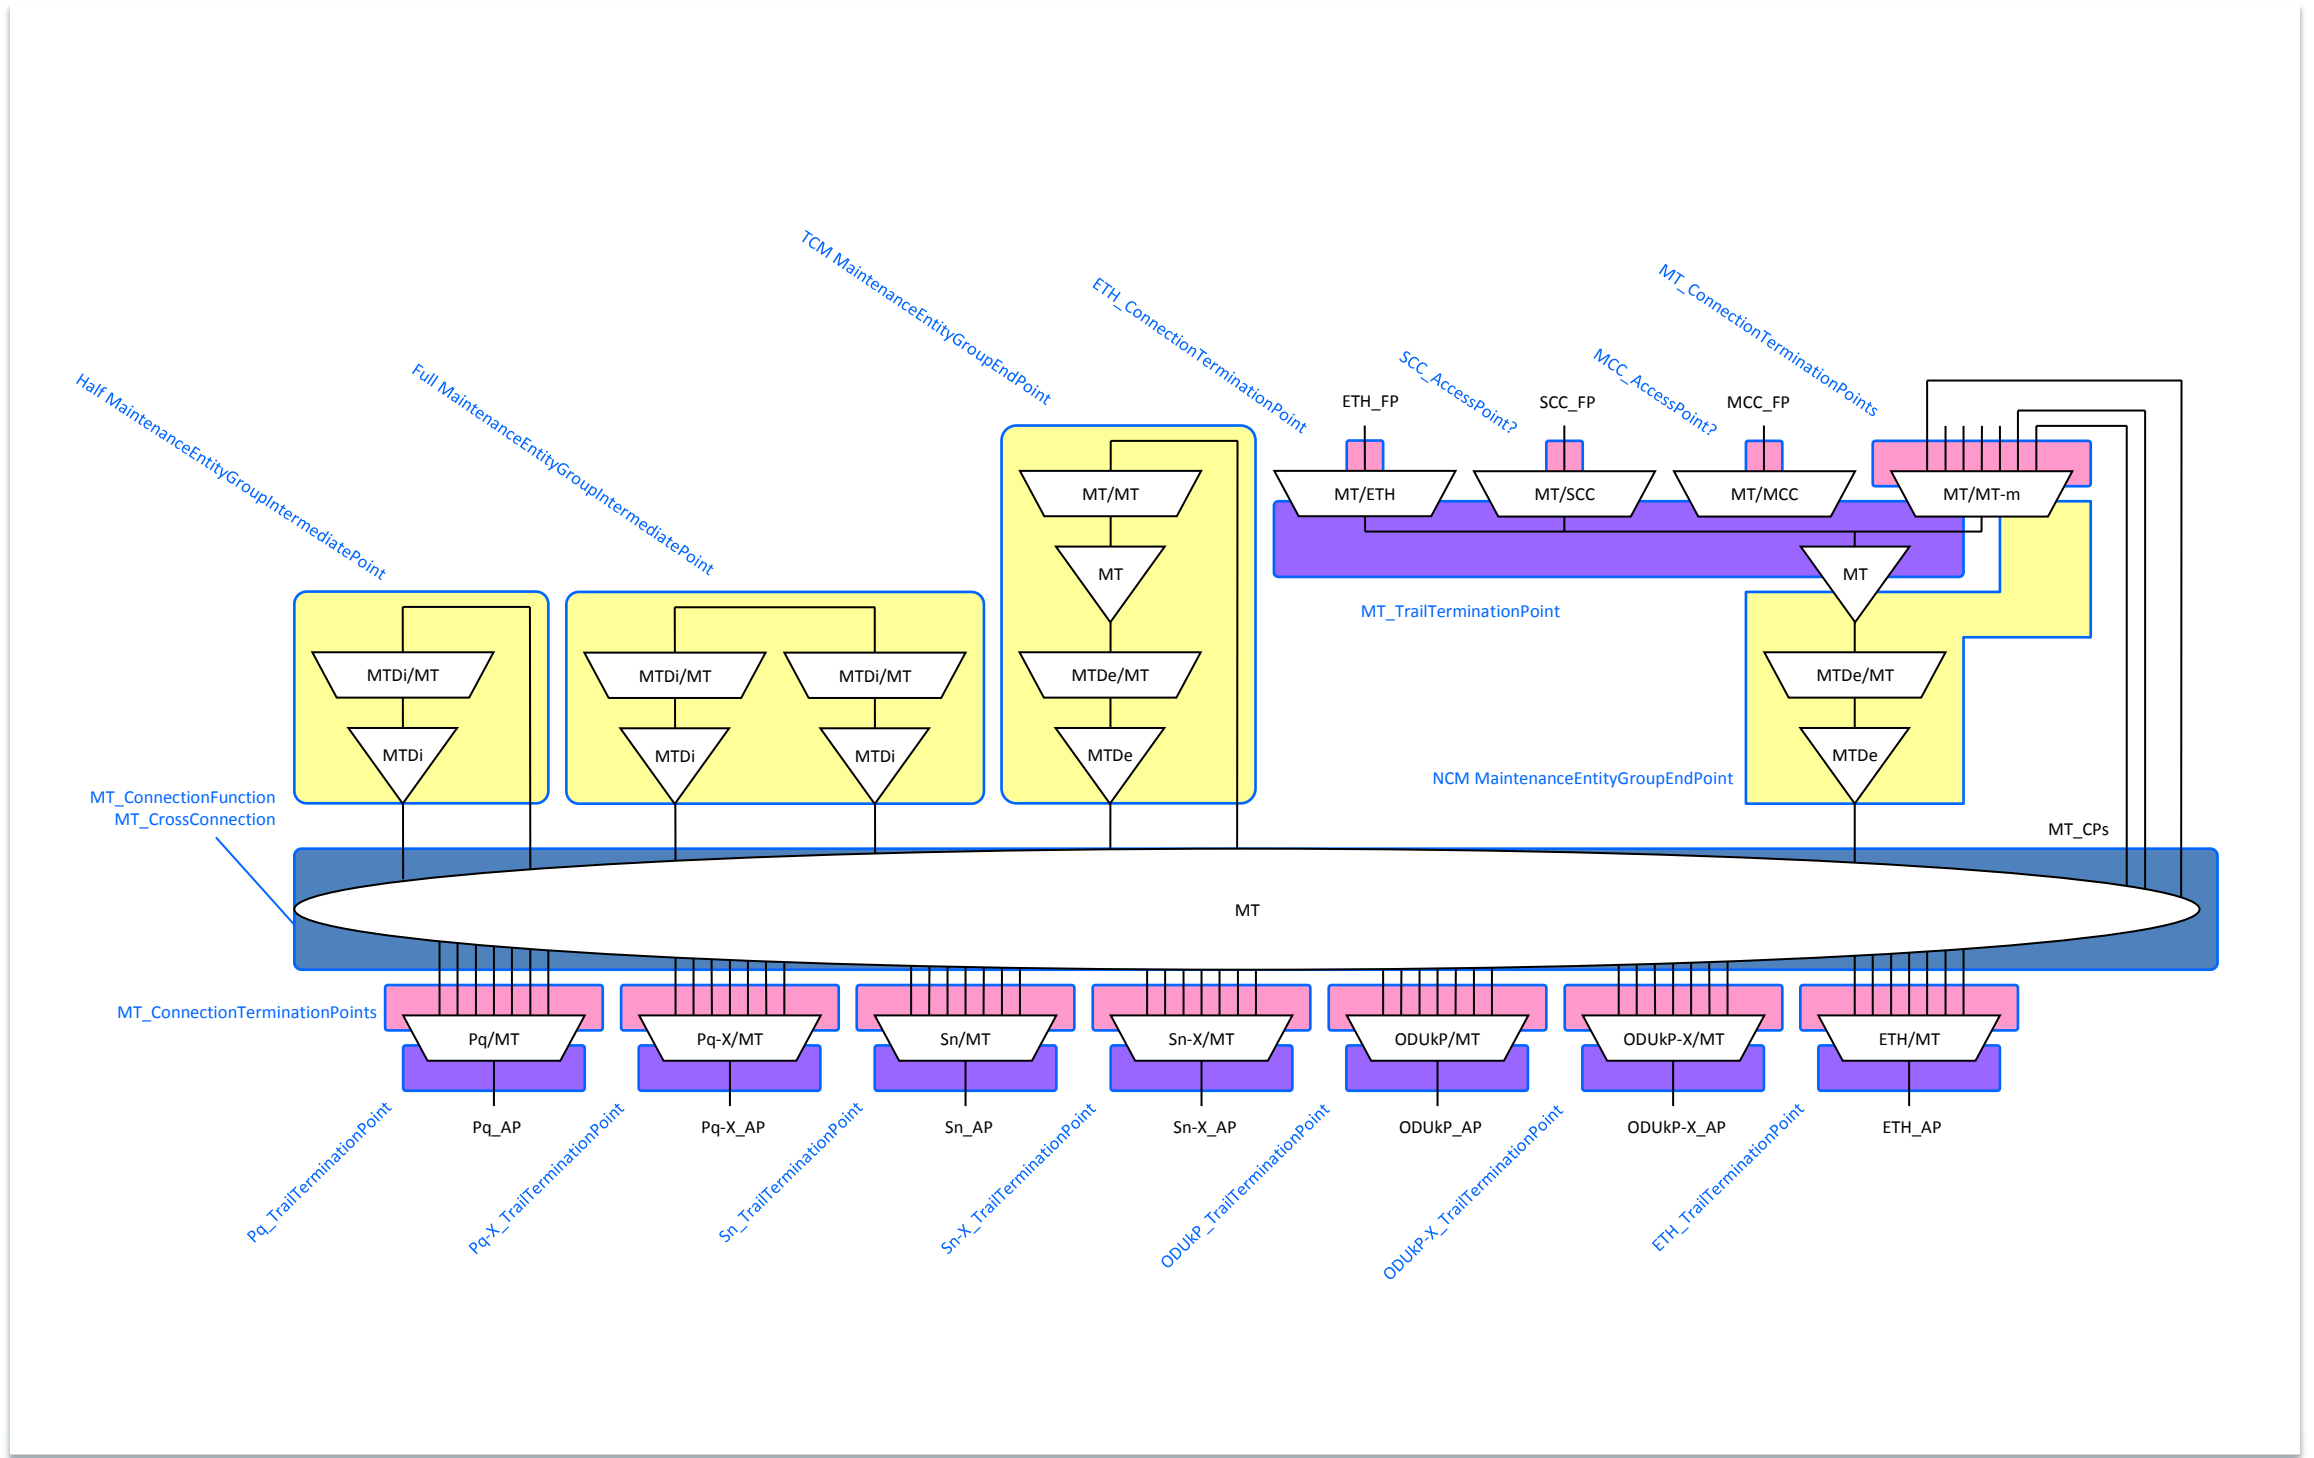 TCM MaintenanceEntityGroupEndPoint
ETH_ConnectionTerminationPoint
MT_ConnectionTerminationPoints
SCC_AccessPoint?
MCC_AccessPoint?
Half MaintenanceEntityGroupIntermediatePoint
Full MaintenanceEntityGroupIntermediatePoint
ETH_FP
SCC_FP
MCC_FP
MT/MT
MT/ETH
MT/SCC
MT/MCC
MT/MT-m
MT
MT
MT_TrailTerminationPoint
MTDi/MT
MTDi/MT
MTDi/MT
MTDe/MT
MTDe/MT
MTDi
MTDi
MTDi
MTDe
MTDe
NCM MaintenanceEntityGroupEndPoint
MT_ConnectionFunction
MT_CrossConnection
MT_CPs
MT
MT_ConnectionTerminationPoints
Pq/MT
Pq-X/MT
Sn/MT
Sn-X/MT
ODUkP/MT
ODUkP-X/MT
ETH/MT
Pq_AP
Pq-X_AP
Sn_AP
Sn-X_AP
ODUkP_AP
ODUkP-X_AP
ETH_AP
Pq_TrailTerminationPoint
Pq-X_TrailTerminationPoint
Sn_TrailTerminationPoint
Sn-X_TrailTerminationPoint
ODUkP_TrailTerminationPoint
ODUkP-X_TrailTerminationPoint
ETH_TrailTerminationPoint